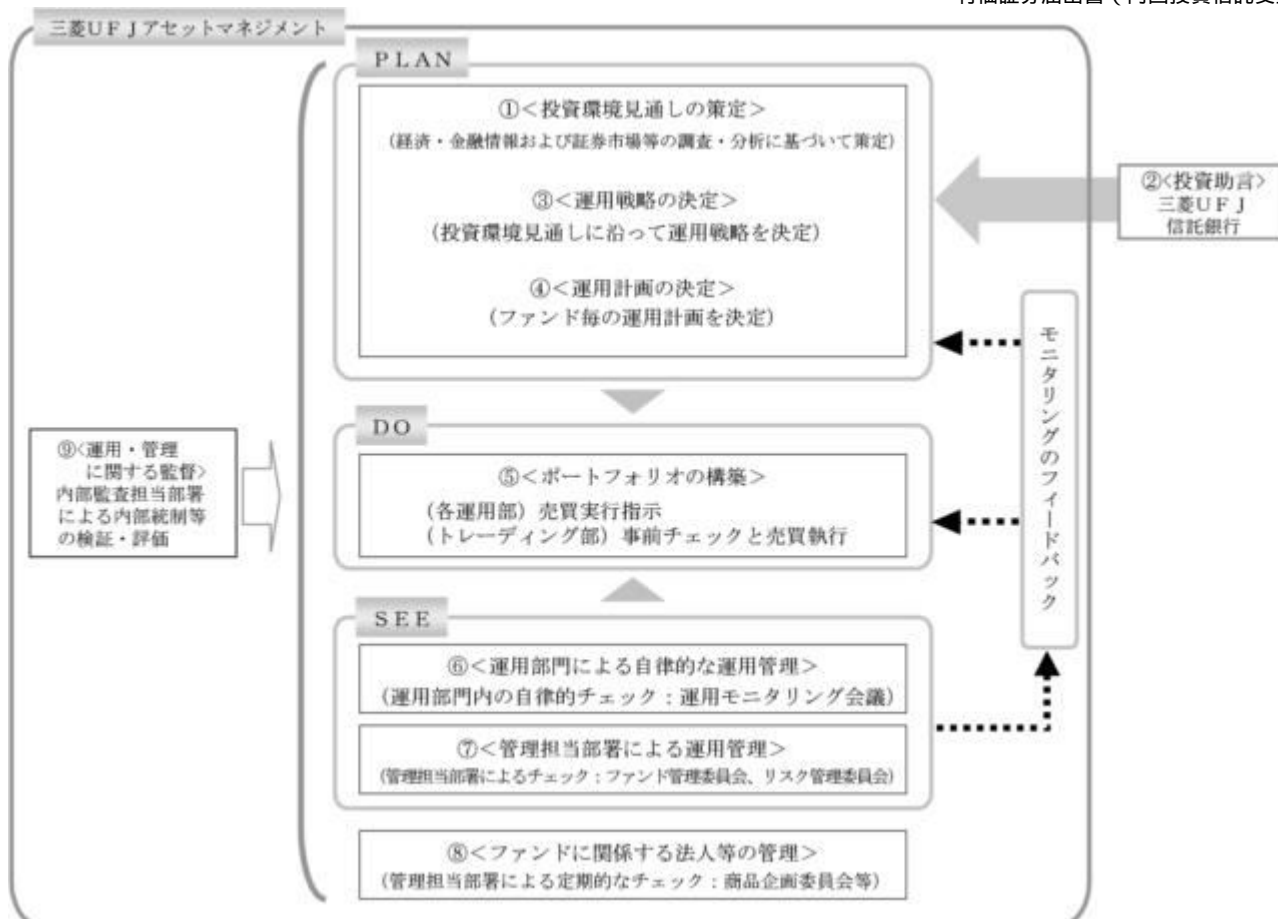 三菱UFJアセットマネジメント
PLAN
①<投資環境見通しの策定>
(経済・金融情報および証券市場等の調査・分析に基づいて策定)
③<運用戦略の決定>
(投資環境見通しに沿って運用戦略を決定)
④<運用計画の決定>
(ファンド毎の運用計画を決定)
②<投資助言>
三菱UFJ
信託銀行
モニタリングのフィードバック
DO
⑤<ポートフォリオの構築>
(各運用部)売買実行指示
(トレーディング部)事前チェックと売買執行
⑨<運用・管理
に関する監督>
内部監査担当部署
による内部統制等
の検証・評価
SEE
⑥<運用部門による自律的な運用管理>
(運用部門内の自律的チェック:運用モニタリング会議)
⑦<管理担当部署による運用管理>
(管理担当部署によるチェック:ファンド管理委員会、リスク管理委員会)
⑧<ファンドに関係する法人等の管理>
(管理担当部署による定期的なチェック:商品企画委員会等)